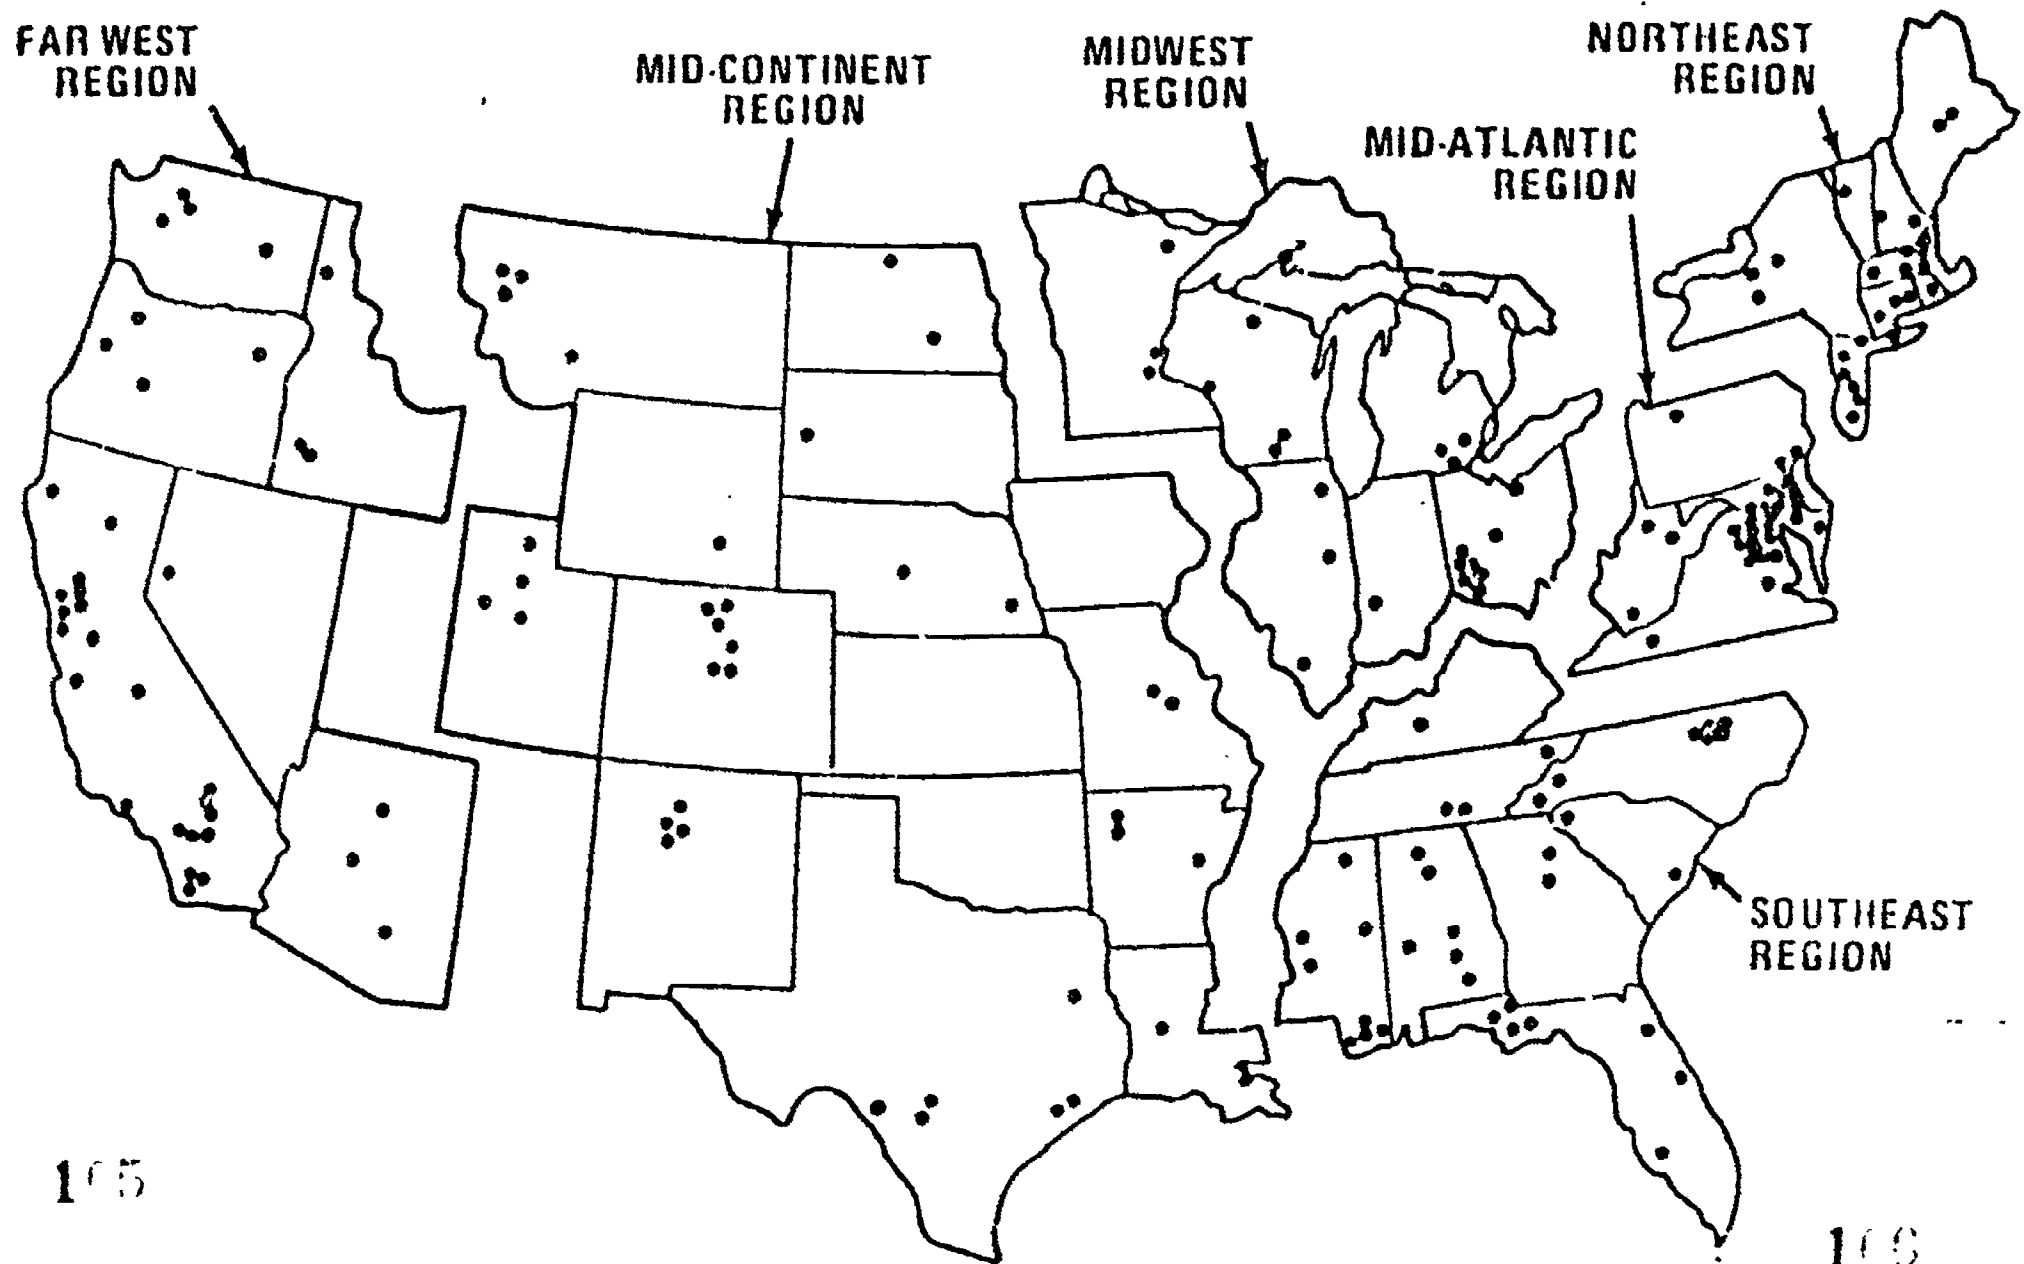 FAR WEST
REGION
MID-CONTINENT
REGION
MIDWEST
REGION
NORTHEAST
REGION
MID-ATLANTIC
REGION
SOUTHEAST
REGION